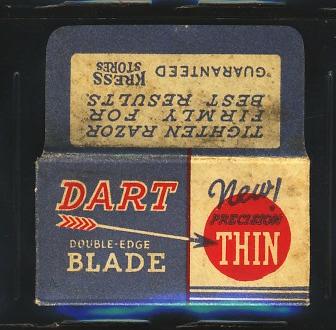 TIGHTEN RAZOR
FIRMLY FOR
BEST RESULTS.
"GUARANTEED"
KRESS
STORES
DART
DOUBLE-EDGE
BLADE
New!
PRECISION
THIN